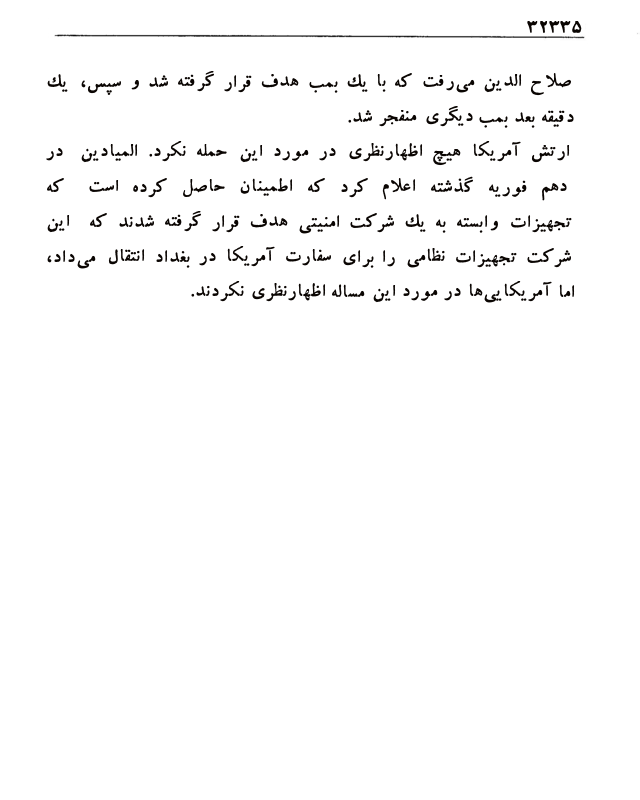 ۳۲۳۳۵
صلاح الدین می‌رفت که با یك بمب هدف قرار گرفته شد و سپس، یك
دقیقه بعد بمب دیگری منفجر شد.
ارتش آمریکا هیچ اظهارنظری در مورد این حمله نکرد. المیادین در
دهم فوریه گذشته اعلام کرد که اطمینان حاصل کرده است که
تجهیزات وابسته به یك شرکت امنیتی هدف قرار گرفته شدند که این
شرکت تجهیزات نظامی را برای سفارت آمریکا در بغداد انتقال می‌داد،
اما آمریکایی‌ها در مورد این مساله اظهارنظری نکردند.